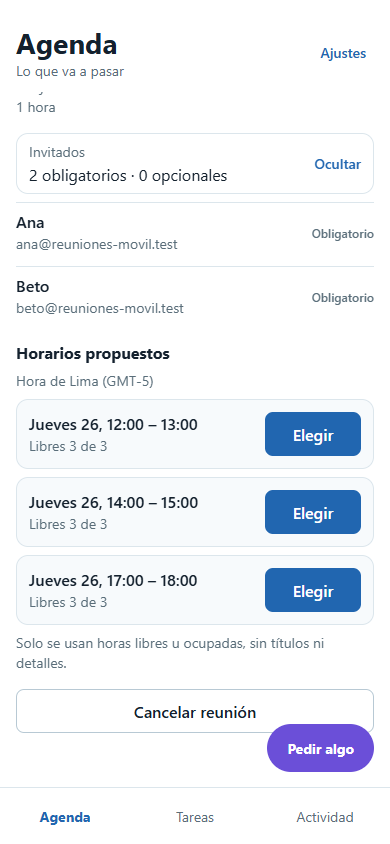 Agenda
Ajustes
Lo que va a pasar
1 hora
Invitados
2 obligatorios · 0 opcionales
Ocultar
Ana
ana@reuniones-movil.test
Obligatorio
Beto
beto@reuniones-movil.test
Obligatorio
Horarios propuestos
Hora de Lima (GMT-5)
Jueves 26, 12:00 – 13:00
Libres 3 de 3
Elegir
Jueves 26, 14:00 – 15:00
Libres 3 de 3
Elegir
Jueves 26, 17:00 – 18:00
Libres 3 de 3
Elegir
Solo se usan horas libres u ocupadas, sin títulos ni
detalles.
Cancelar reunión
Pedir algo
Agenda
Tareas
Actividad